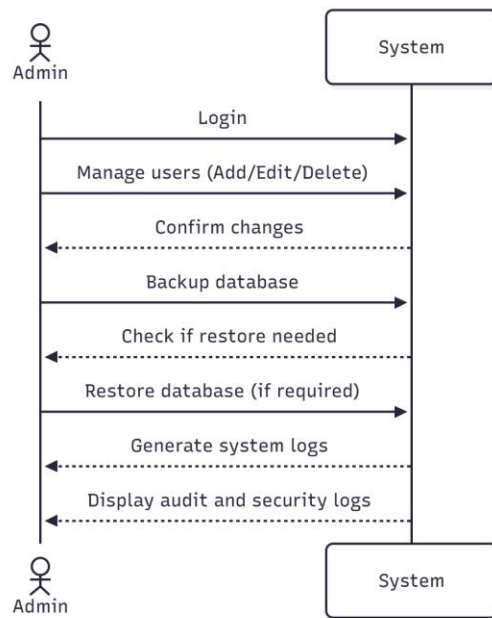 Admin
System
Login
Manage users (Add/Edit/Delete)
Confirm changes
Backup database
Check if restore needed
Restore database (if required)
Generate system logs
Display audit and security logs
Admin
System